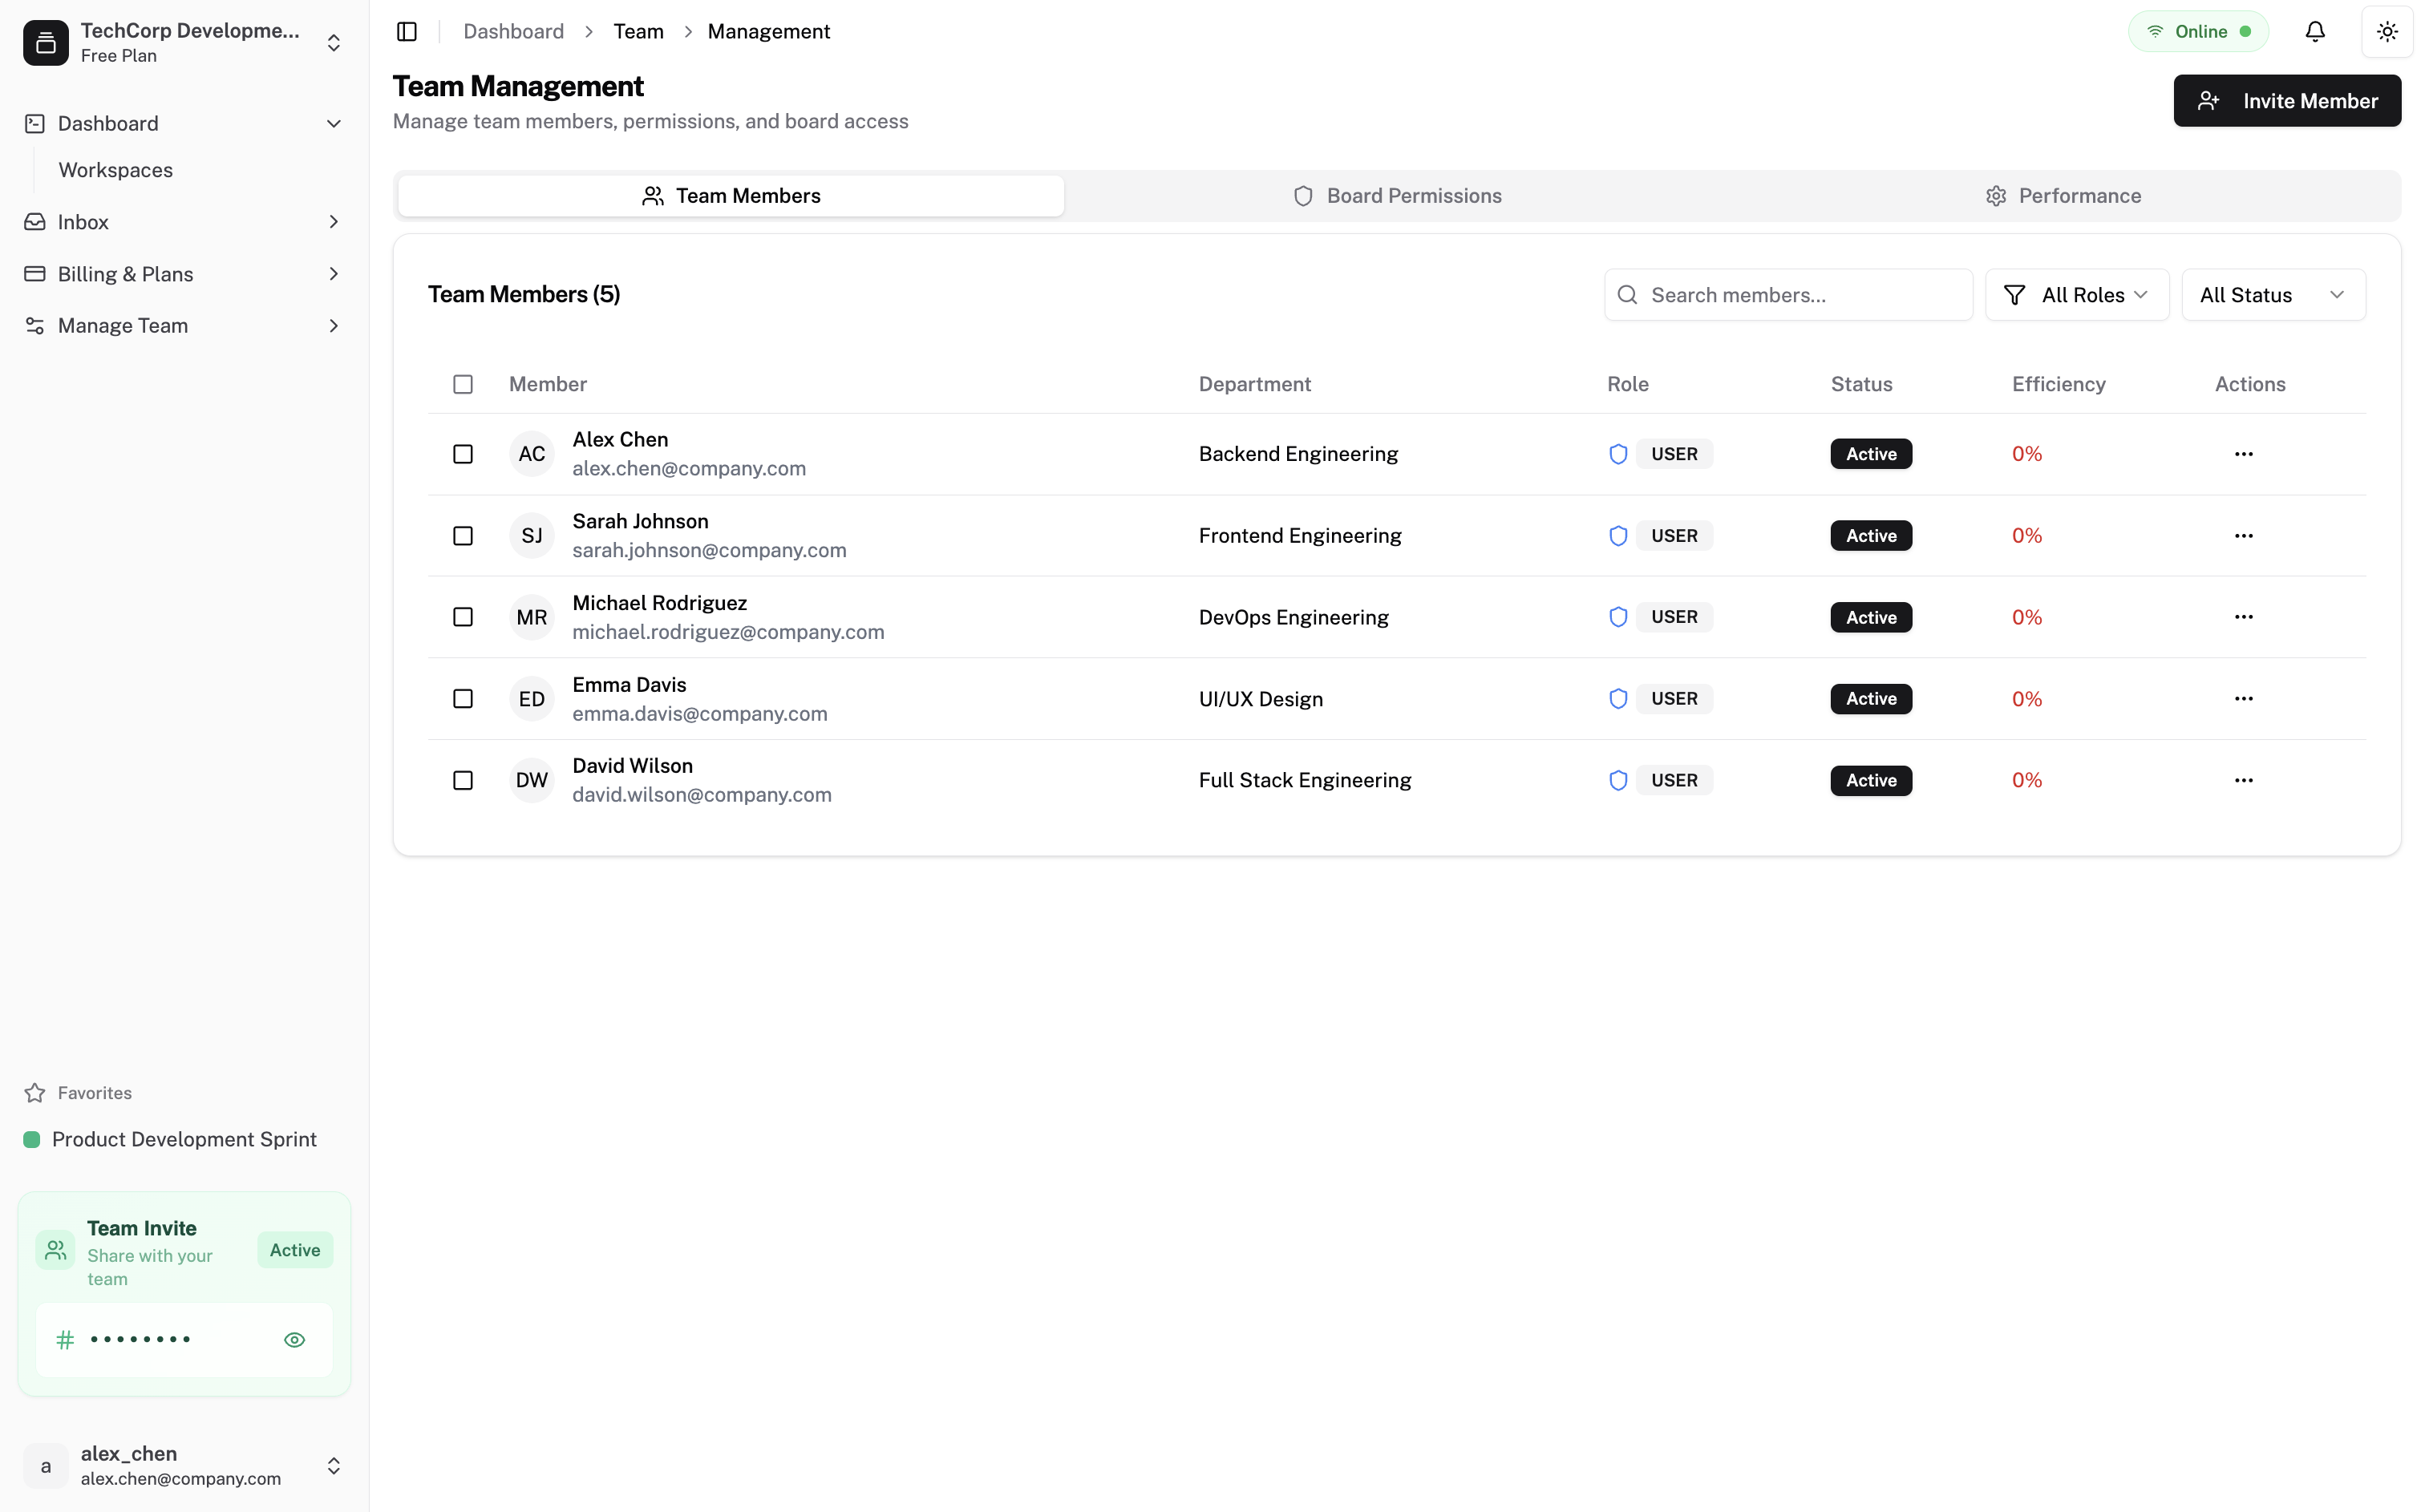 TechCorp Developme...
Free Plan
Dashboard
Workspaces
Inbox
Billing & Plans
Manage Team
Favorites
Product Development Sprint
Team Invite
Share with your
team
Active
# ••••••••
a
alex_chen
alex.chen@company.com
Dashboard > Team > Management
Online
Team Management
Manage team members, permissions, and board access
Invite Member
Team Members
Board Permissions
Performance
Team Members (5)
Search members...
All Roles
All Status
Member Department Role Status Efficiency Actions
AC
Alex Chen
alex.chen@company.com
Backend Engineering USER Active 0% ...
SJ
Sarah Johnson
sarah.johnson@company.com
Frontend Engineering USER Active 0% ...
MR
Michael Rodriguez
michael.rodriguez@company.com
DevOps Engineering USER Active 0% ...
ED
Emma Davis
emma.davis@company.com
UI/UX Design USER Active 0% ...
DW
David Wilson
david.wilson@company.com
Full Stack Engineering USER Active 0% ...